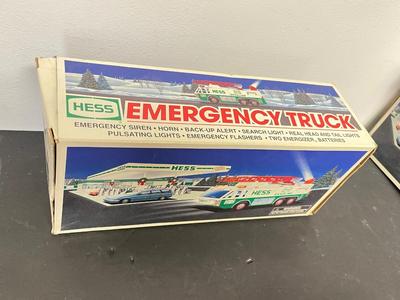 HESS
EMERGENCY TRUCK
EMERGENCY SIREN • HORN • BACK-UP ALERT • SEARCH LIGHT • REAL HEAD AND TAIL LIGHTS
PULSATING LIGHTS • EMERGENCY FLASHERS • TWO ENERGIZER® BATTERIES
HESS
HESS